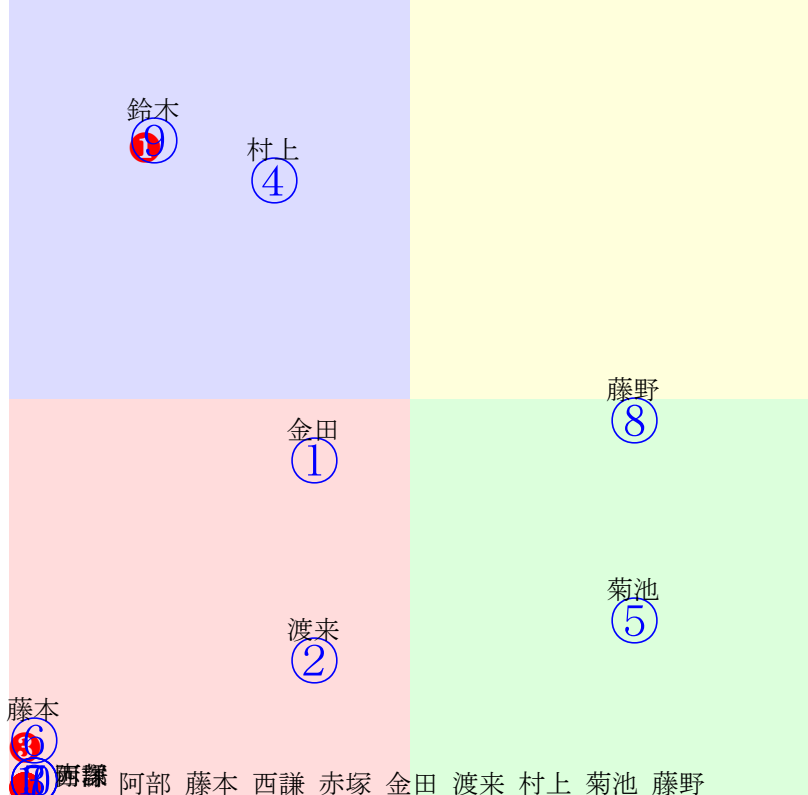 鈴木
⑨
村上
④
藤野
⑧
金田
①
菊池
⑤
渡来
②
藤本
⑥
阿部 藤本 西謙 赤塚 金田 渡来 村上 菊池 藤野